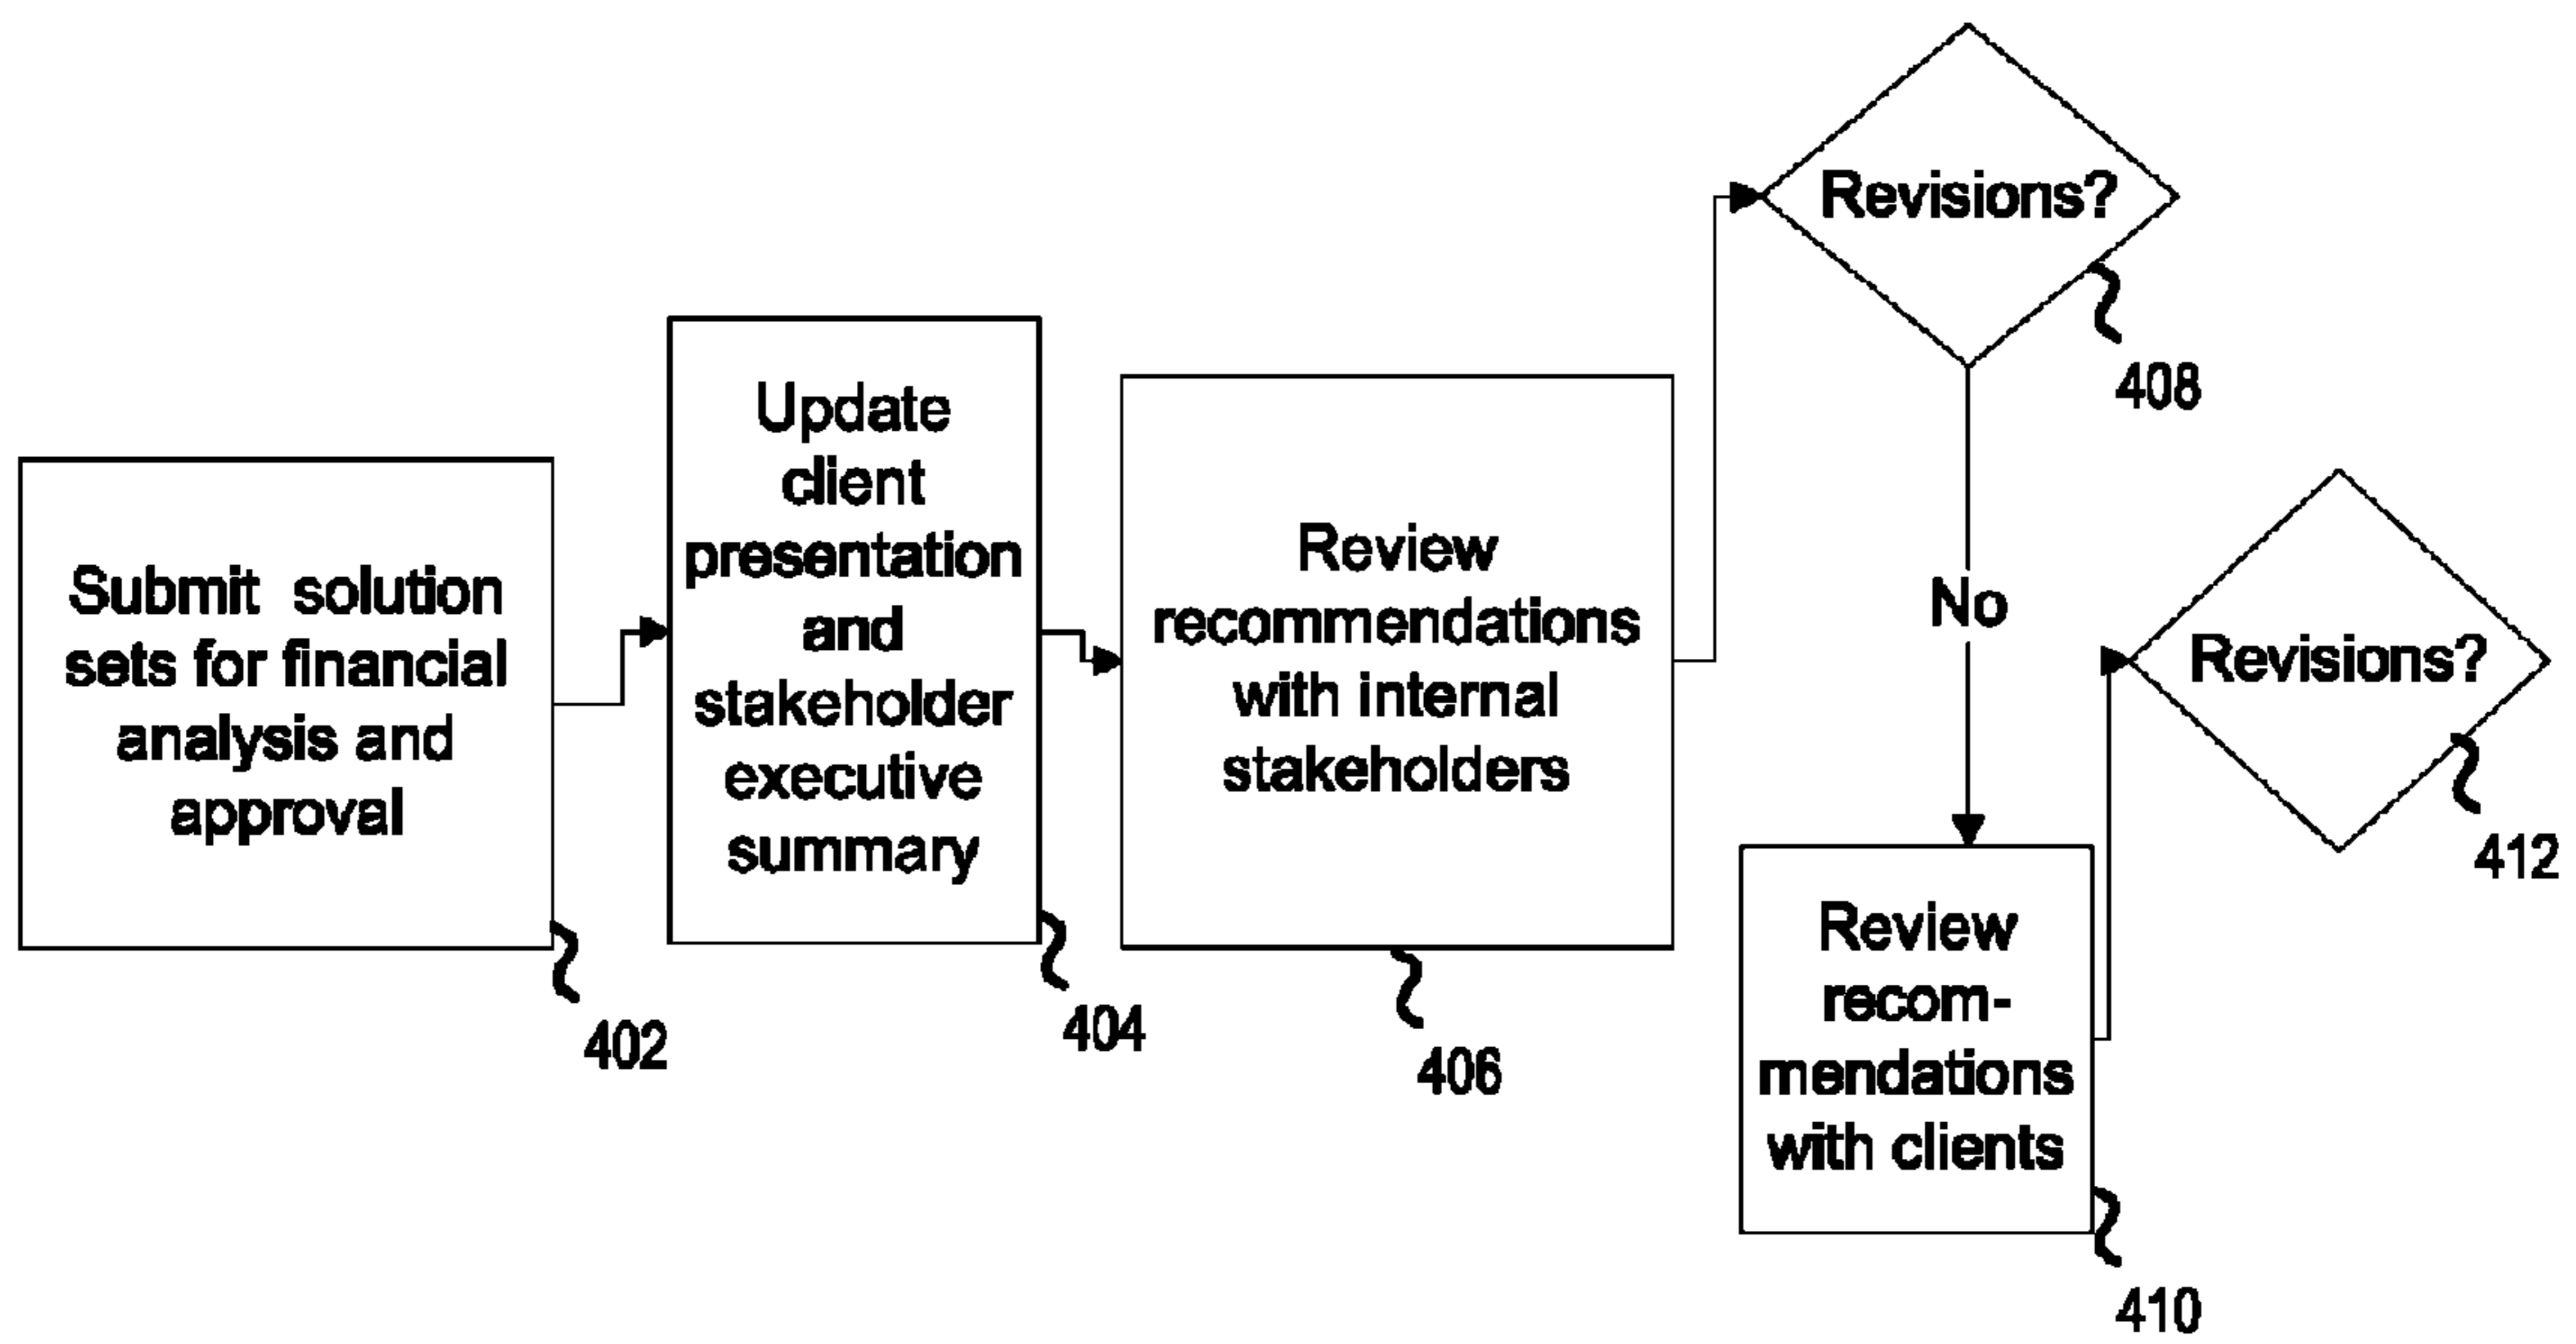 Submit solution
sets for financial
analysis and
approval
402
Update
client
presentation
and
stakeholder
executive
summary
404
Review
recommendations
with internal
stakeholders
406
Revisions?
408
No
Review
recom-
mendations
with clients
410
Revisions?
412